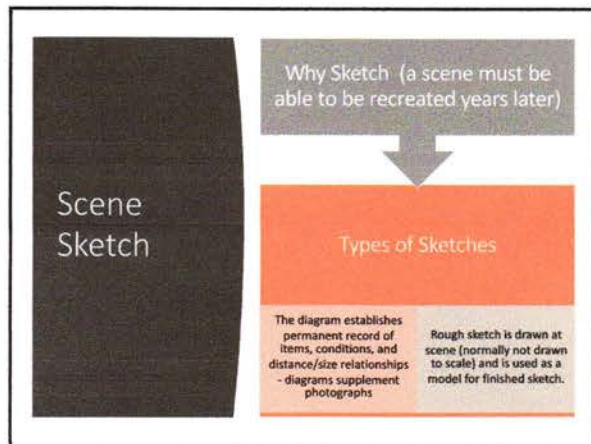 Scene
Sketch
Why Sketch (a scene must be
able to be recreated years later)
Types of Sketches
The diagram establishes
permanent record of
items, conditions, and
distance/size relationships
- diagrams supplement
photographs
Rough sketch is drawn at
scene (normally not drawn
to scale) and is used as a
model for finished sketch.